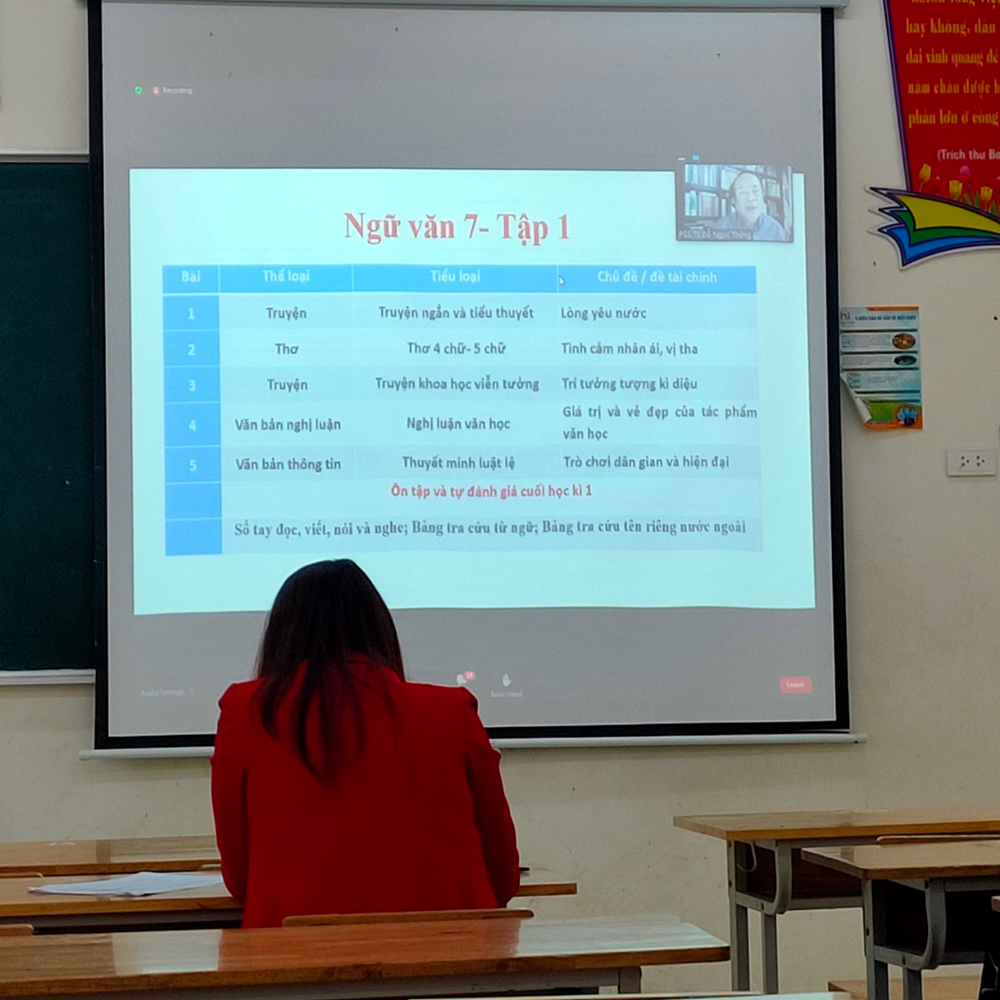 hay không, dân
dai vinh quang để
năm châu được h
phần lớn ở công
(Trích thư Bá
Recording
PGS.TS Đỗ Ngọc Thống
Ngữ văn 7- Tập 1
Bài Thể loại Tiểu loại Chủ đề / đề tài chính
1 Truyện Truyện ngắn và tiểu thuyết Lòng yêu nước
2 Thơ Thơ 4 chữ- 5 chữ Tình cảm nhân ái, vị tha
3 Truyện Truyện khoa học viễn tưởng Trí tưởng tượng kì diệu
4 Văn bản nghị luận Nghị luận văn học Giá trị và vẻ đẹp của tác phẩm
văn học
5 Văn bản thông tin Thuyết minh luật lệ Trò chơi dân gian và hiện đại
Ôn tập và tự đánh giá cuối học kì 1
Sổ tay đọc, viết, nói và nghe; Bảng tra cứu từ ngữ; Bảng tra cứu tên riêng nước ngoài
Audio Settings
Raise Hand
Leave